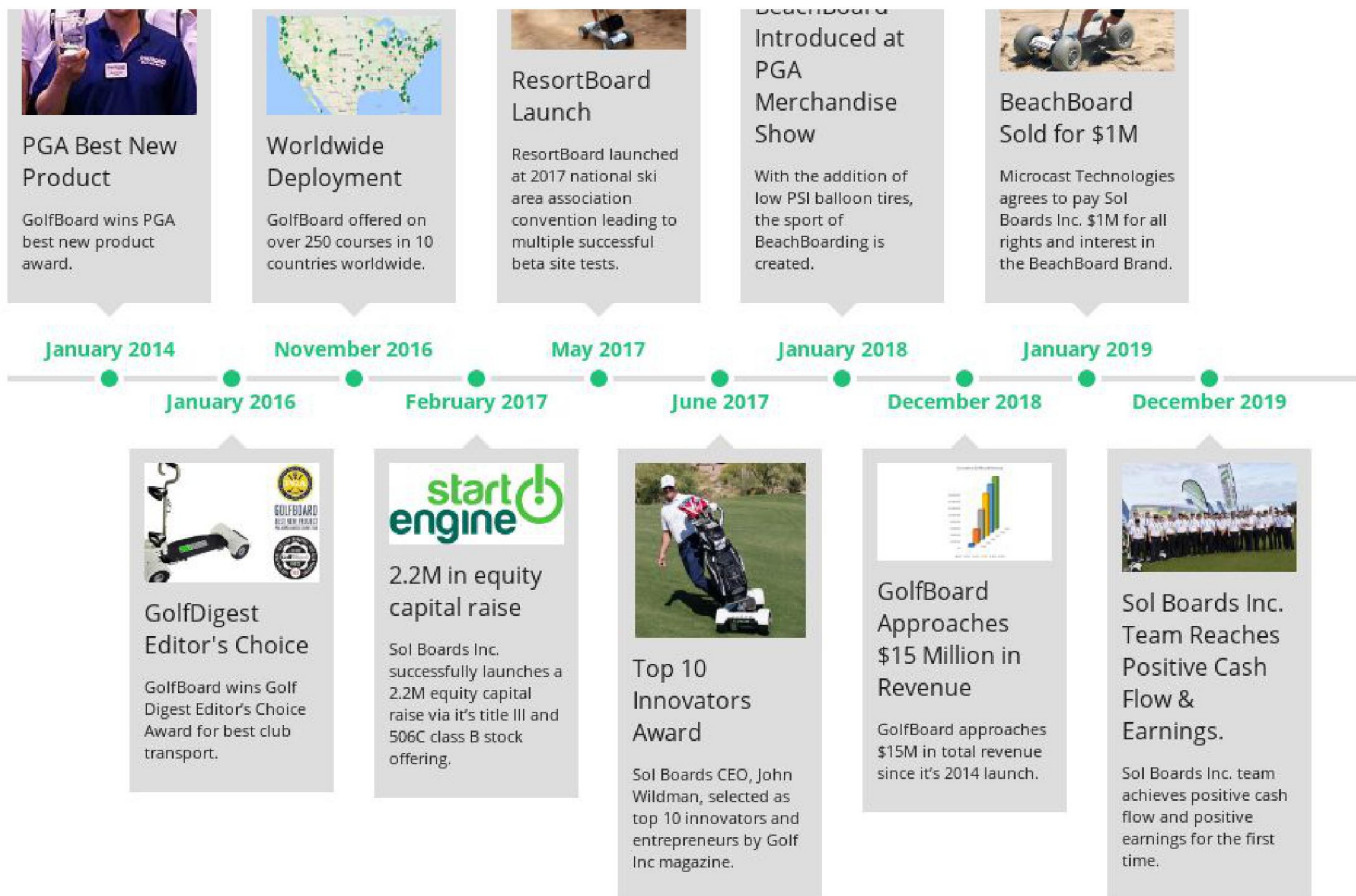 PGA Best New
Product
GolfBoard wins PGA
best new product
award.
January 2014
GolfDigest
Editor's Choice
GolfBoard wins Golf
Digest Editor's Choice
Award for best club
transport.
January 2016
PGA
GOLFBOARD
BEST NEW PRODUCT
Worldwide
Deployment
GolfBoard offered on
over 250 courses in 10
countries worldwide.
November 2016
February 2017
start
engine
2.2M in equity
capital raise
Sol Boards Inc.
successfully launches a
2.2M equity capital
raise via it's title III and
506C class B stock
offering.
ResortBoard
Launch
ResortBoard launched
at 2017 national ski
area association
convention leading to
multiple successful
beta site tests.
May 2017
June 2017
Top 10
Innovators
Award
Sol Boards CEO, John
Wildman, selected as
top 10 innovators and
entrepreneurs by Golf
Inc magazine.
BeachBoard
Introduced at
PGA
Merchandise
Show
With the addition of
low PSI balloon tires,
the sport of
BeachBoarding is
created.
January 2018
December 2018
GolfBoard
Approaches
$15 Million in
Revenue
GolfBoard approaches
$15M in total revenue
since it's 2014 launch.
BeachBoard
Sold for $1M
Microcast Technologies
agrees to pay Sol
Boards Inc. $1M for all
rights and interest in
the BeachBoard Brand.
January 2019
December 2019
Sol Boards Inc.
Team Reaches
Positive Cash
Flow &
Earnings.
Sol Boards Inc. team
achieves positive cash
flow and positive
earnings for the first
time.